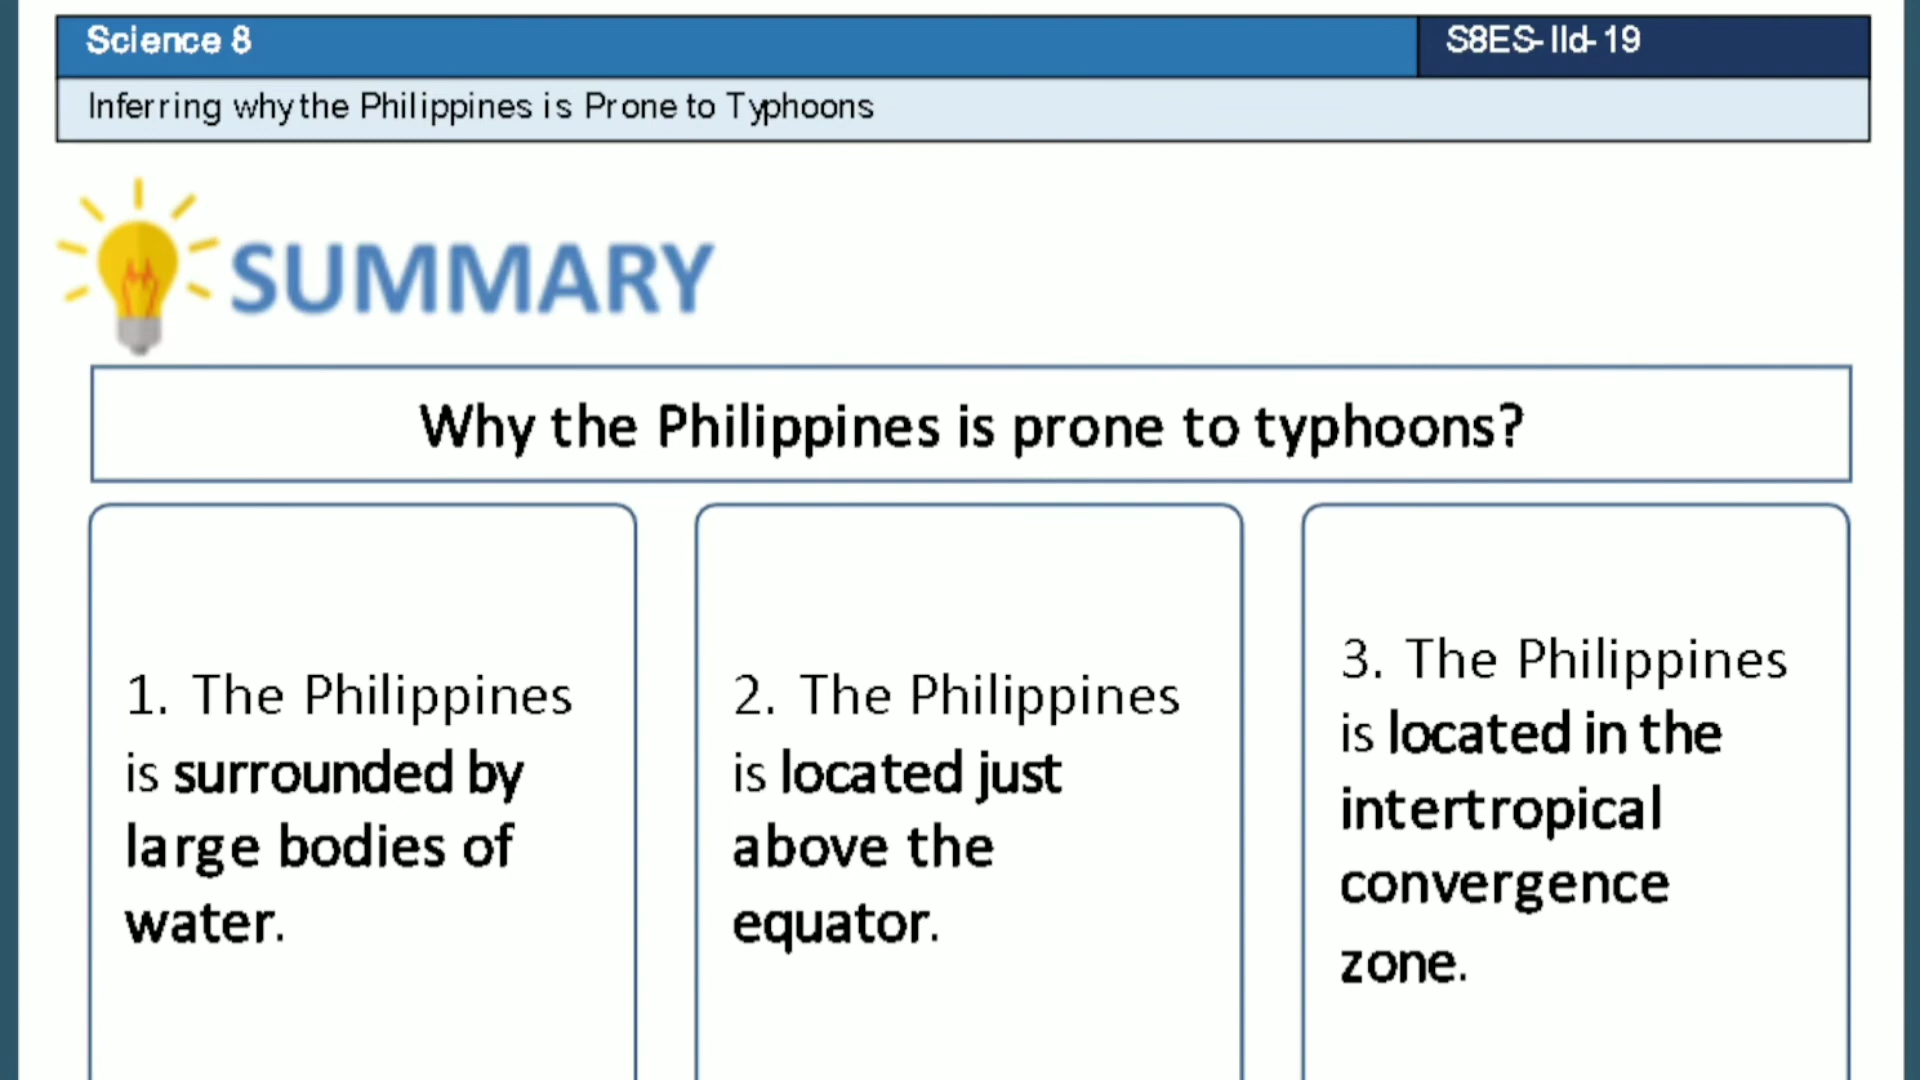 Science 8
S8ES-IId-19
Inferring why the Philippines is Prone to Typhoons
SUMMARY
Why the Philippines is prone to typhoons?
1. The Philippines
is surrounded by
large bodies of
water.
2. The Philippines
is located just
above the
equator.
3. The Philippines
is located in the
intertropical
convergence
zone.